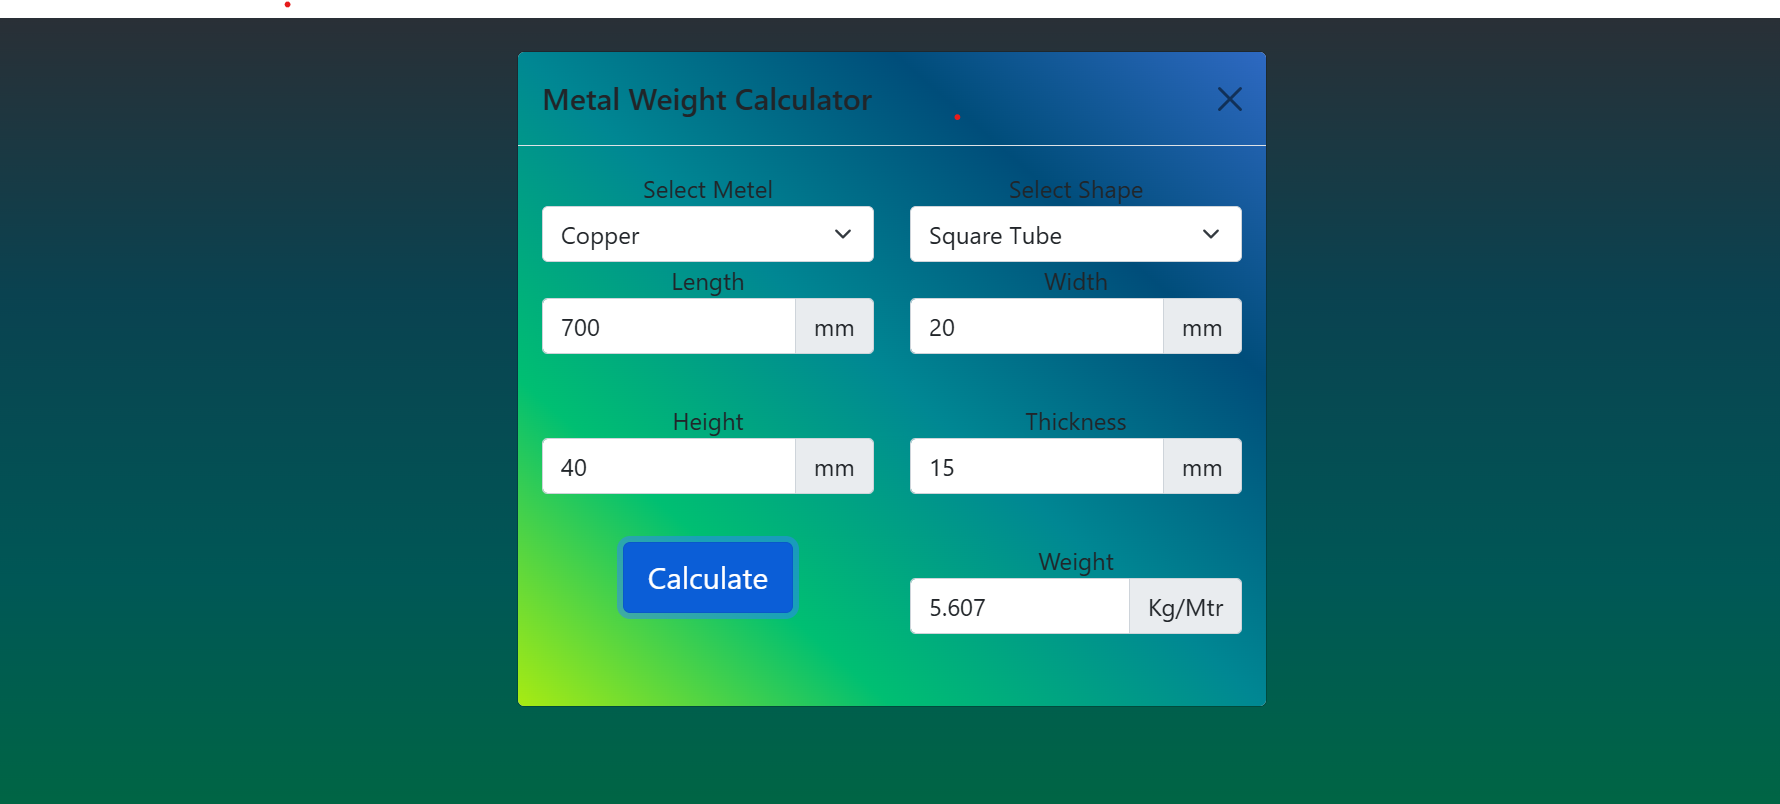 Metal Weight Calculator
Select Metel
Select Shape
Copper
Square Tube
Length
Width
700 mm
20 mm
Height
Thickness
40 mm
15 mm
Calculate
Weight
5.607 Kg/Mtr